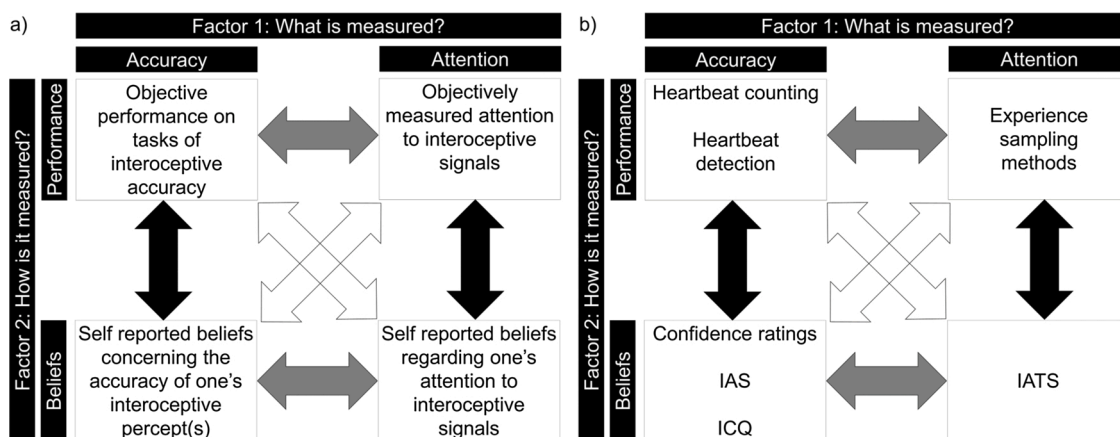 a)
Factor 1: What is measured?
Accuracy
Attention
Factor 2: How is it measured?
Performance
Objective
performance on
tasks of
interoceptive
accuracy
Objectively
measured attention
to interoceptive
signals
Beliefs
Self reported beliefs
concerning the
accuracy of one's
interoceptive
percept(s)
Self reported beliefs
regarding one's
attention to
interoceptive
signals
b)
Factor 1: What is measured?
Accuracy
Attention
Factor 2: How is it measured?
Performance
Heartbeat counting
Heartbeat
detection
Experience
sampling
methods
Beliefs
Confidence ratings
IAS
ICQ
IATS